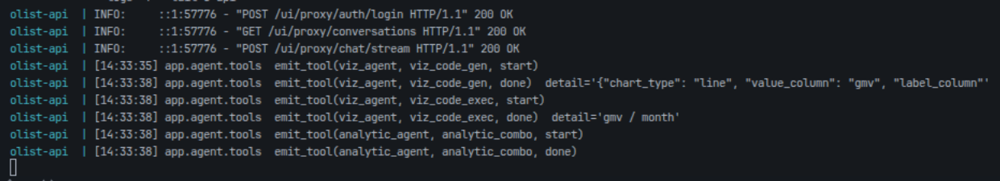 olist-api | INFO: ::1:57776 - "POST /ui/proxy/auth/login HTTP/1.1" 200 OK
olist-api | INFO: ::1:57776 - "GET /ui/proxy/conversations HTTP/1.1" 200 OK
olist-api | INFO: ::1:57776 - "POST /ui/proxy/chat/stream HTTP/1.1" 200 OK
olist-api | [14:33:35] app.agent.tools emit_tool(viz_agent, viz_code_gen, start)
olist-api | [14:33:38] app.agent.tools emit_tool(viz_agent, viz_code_gen, done) detail='{"chart_type": "line", "value_column": "gmv", "label_column"'
olist-api | [14:33:38] app.agent.tools emit_tool(viz_agent, viz_code_exec, start)
olist-api | [14:33:38] app.agent.tools emit_tool(viz_agent, viz_code_exec, done) detail='gmv / month'
olist-api | [14:33:38] app.agent.tools emit_tool(analytic_agent, analytic_combo, start)
olist-api | [14:33:38] app.agent.tools emit_tool(analytic_agent, analytic_combo, done)